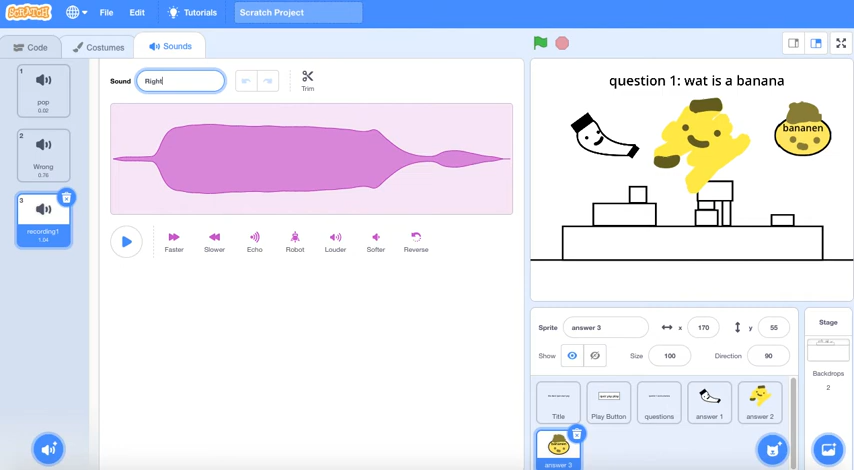 SCRATCH
File
Edit
Tutorials
Scratch Project
Code
Costumes
Sounds
Sound
Right
Trim
1
pop
0.02
2
Wrong
0.76
3
recording1
1.04
Faster
Slower
Echo
Robot
Louder
Softer
Reverse
question 1: wat is a banana
bananen
Sprite
answer 3
x
170
y
55
Show
Size
100
Direction
90
Stage
Backdrops
2
Title
Play Button
questions
answer 1
answer 2
answer 3